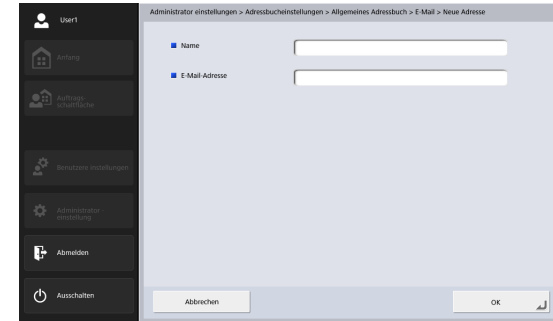 User1
Administrator einstellungen > Adressbucheinstellungen > Allgemeines Adressbuch > E-Mail > Neue Adresse
Anfang
Auftrags-
schaltfläche
Benutzereinstellungen
Administrator -
einstellung
Abmelden
Ausschalten
Name
E-Mail-Adresse
Abbrechen
OK